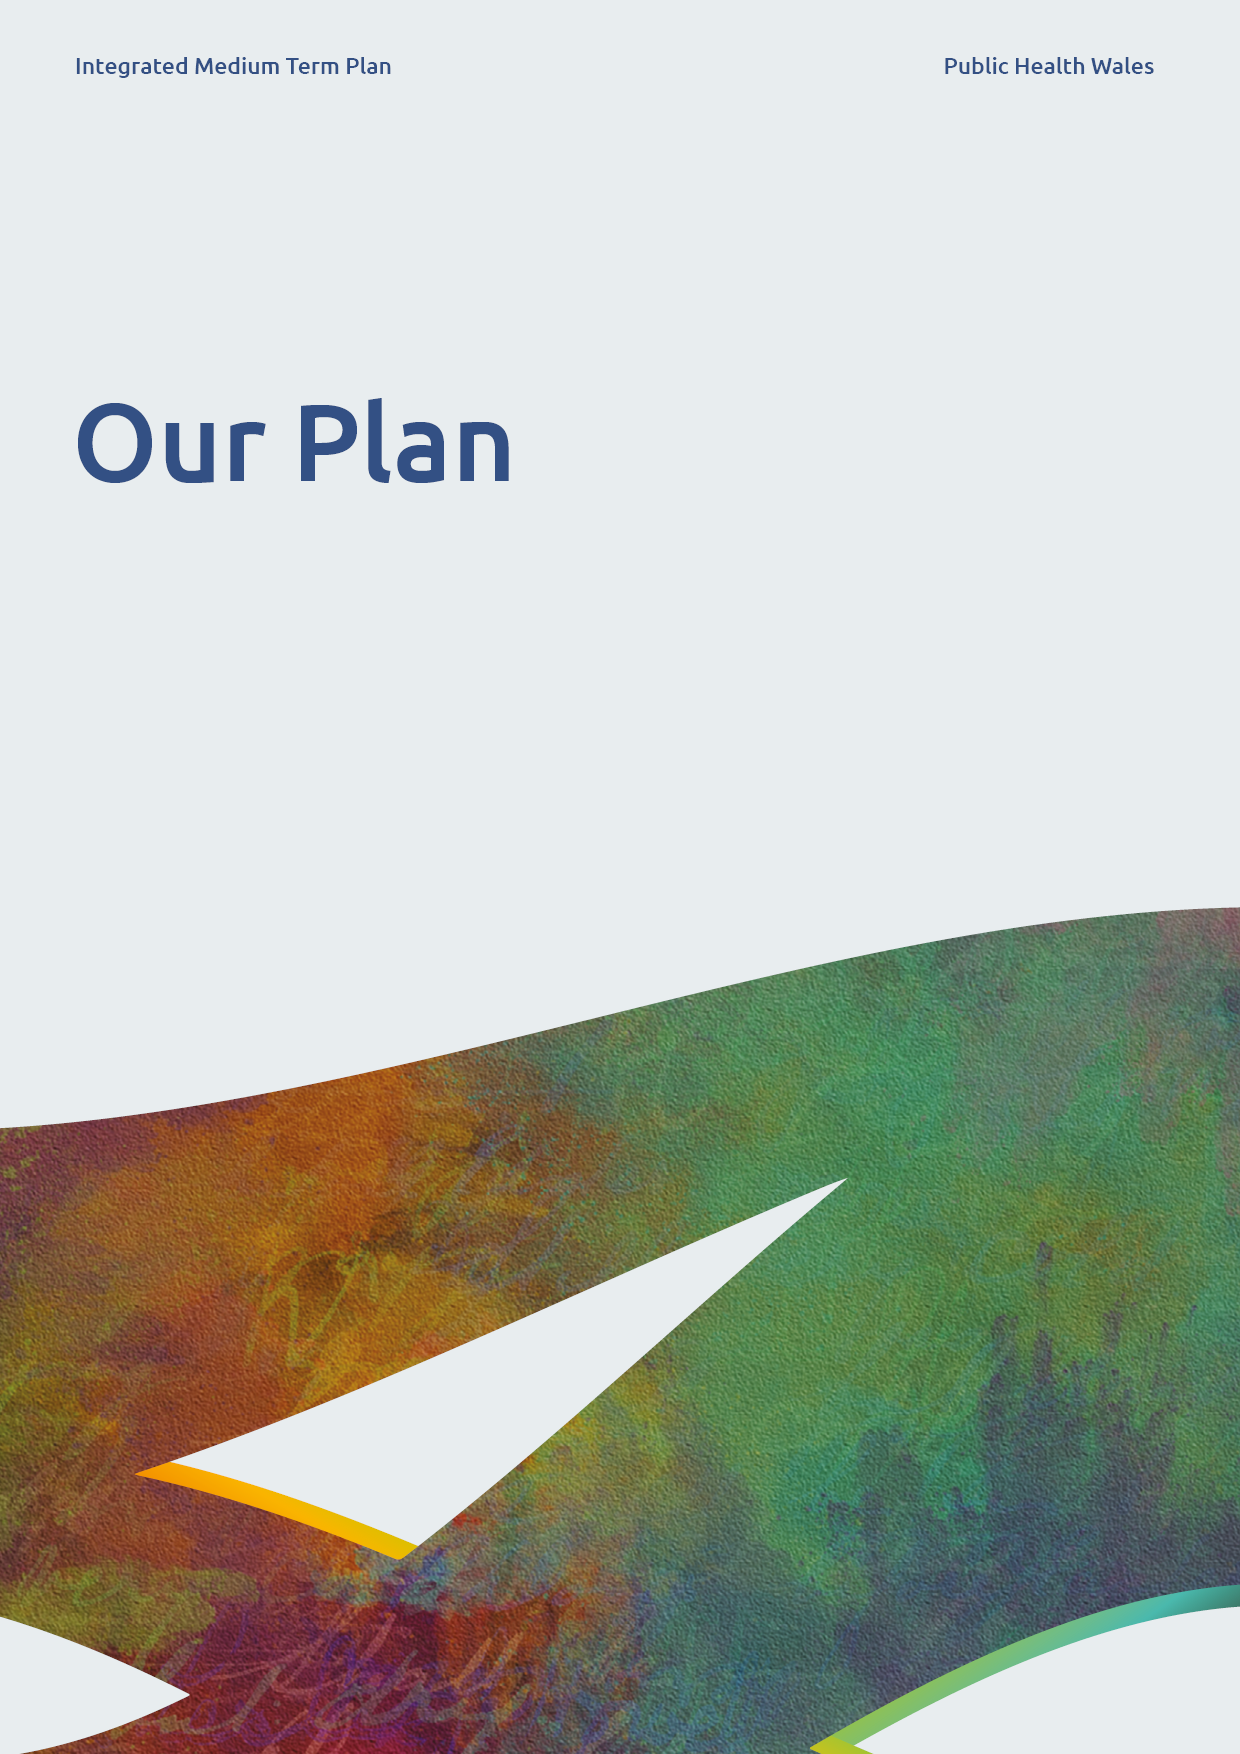 Integrated Medium Term Plan
Public Health Wales
Our Plan